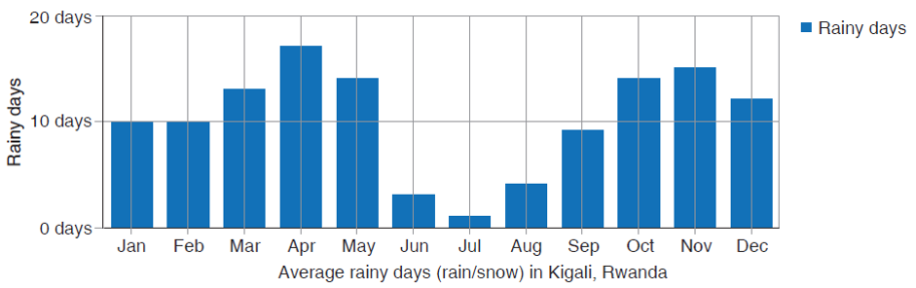 20 days
Rainy days
Rainy days
10 days
0 days
Jan Feb Mar Apr May Jun Jul Aug Sep Oct Nov Dec
Average rainy days (rain/snow) in Kigali, Rwanda